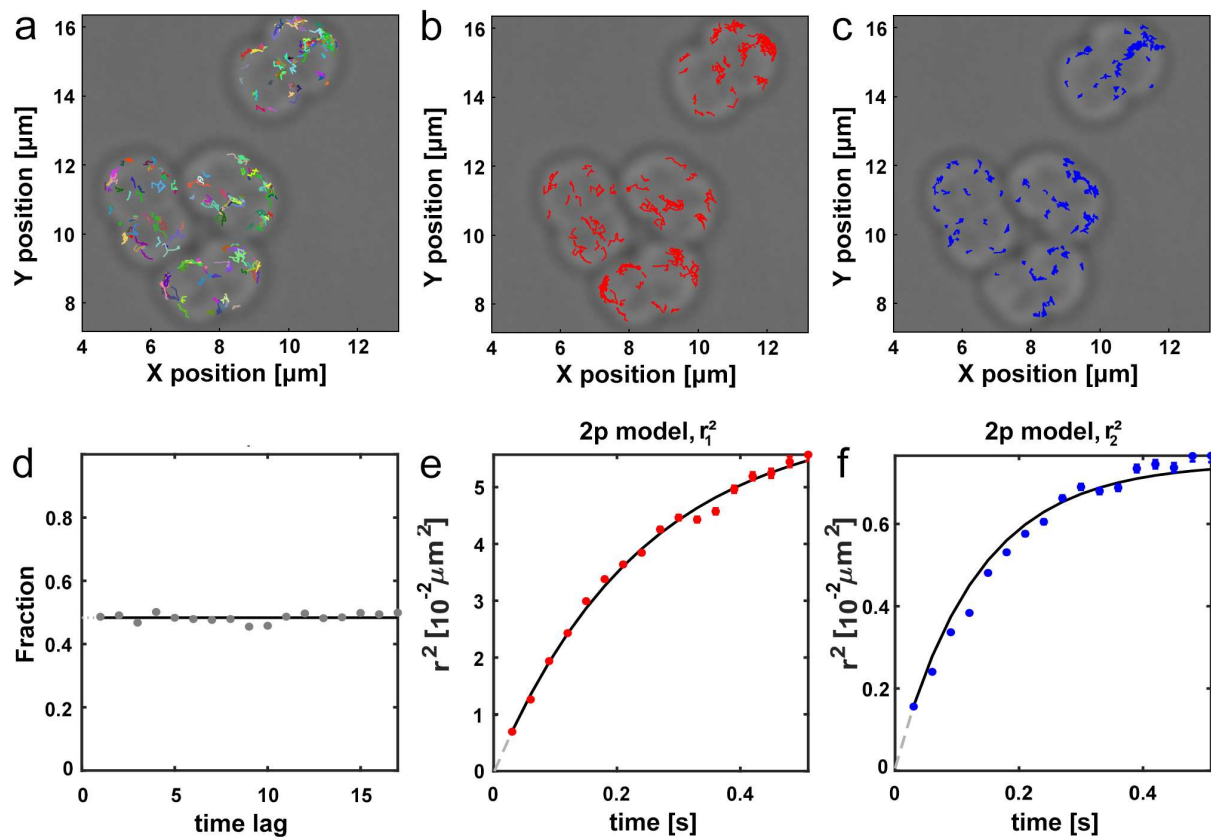 a
b
c
Y position [µm]
16
14
12
10
8
4 6 8 10 12
X position [µm]
Y position [µm]
16
14
12
10
8
4 6 8 10 12
X position [µm]
Y position [µm]
16
14
12
10
8
4 6 8 10 12
X position [µm]
d
Fraction
0.8
0.6
0.4
0.2
0
0 5 10 15
time lag
e
2p model, r₁²
r² [10⁻²μm²]
5
4
3
2
1
0
0 0.2 0.4
time [s]
f
2p model, r₂²
r² [10⁻²μm²]
0.6
0.4
0.2
0
0 0.2 0.4
time [s]